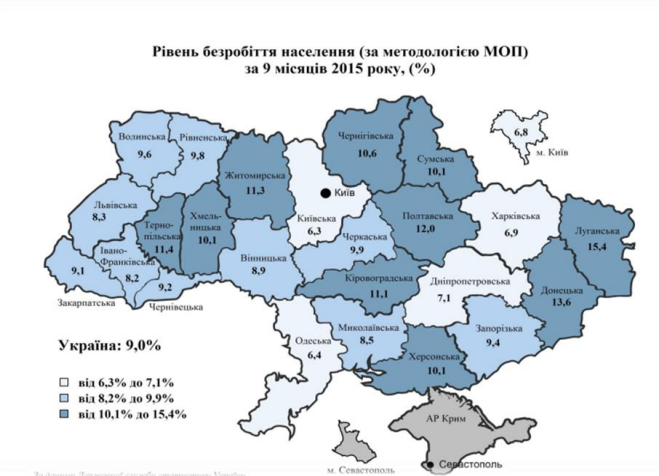 Рівень безробіття населення (за методологією МОП)
за 9 місяців 2015 року, (%)
Волинська
9,6
Рівненська
9,8
Житомирська
11,3
Чернігівська
10,6
Сумська
10,1
6,8
м. Київ
Київ
Київська
6,3
Львівська
8,3
Терно-
пільська
11,4
Хмель-
ницька
10,1
Івано-
Франківська
8,2
9,1
Закарпатська
9,2
Чернівецька
Вінницька
8,9
Черкаська
9,9
Полтавська
12,0
Харківська
6,9
Луганська
15,4
Кіровоградська
11,1
Дніпропетровська
7,1
Донецька
13,6
Одеська
6,4
Миколаївська
8,5
Запорізька
9,4
Херсонська
10,1
АР Крим
Севастополь
м. Севастополь
Україна: 9,0%
від 6,3% до 7,1%
від 8,2% до 9,9%
від 10,1% до 15,4%